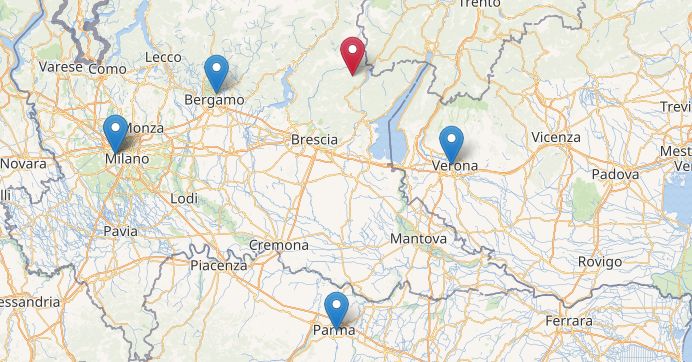 Trento
Lecco
Varese
Como
Bergamo
Trevi
Monza
Brescia
Vicenza
Milano
Verona
Mest
Ve
Novara
Padova
lli
Lodi
Pavia
Mantova
Cremona
Rovigo
Piacenza
essandria
Ferrara
Parma